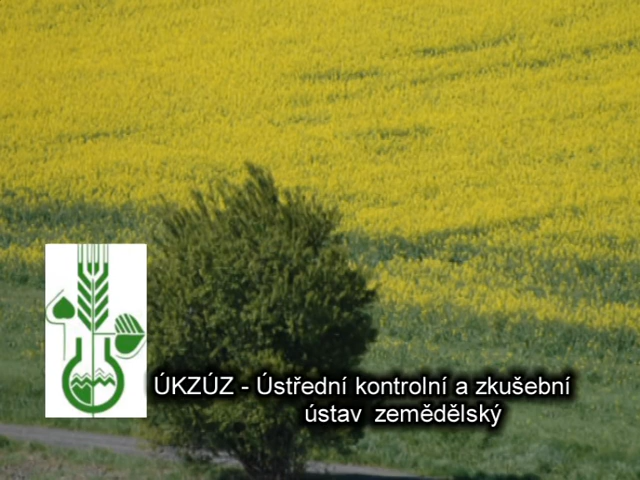 ÚKZÚZ - Ústřední kontrolní a zkušební
ústav zemědělský